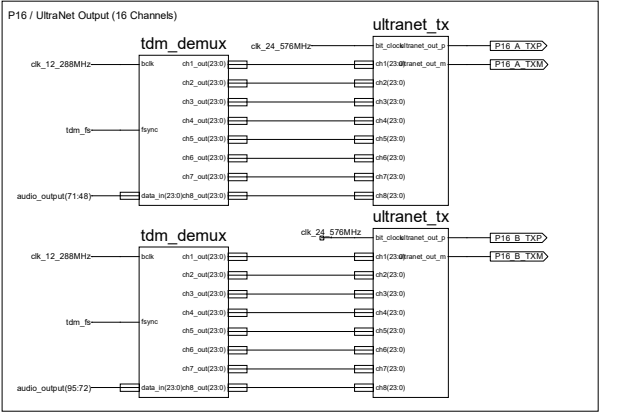 P16 / UltraNet Output (16 Channels)
ultranet_tx
tdm_demux
clk_24_576MHz
bit_clock
ultranet_out_p
P16_A_TXP
clk_12_288MHz
bclk
ch1_out(23:0)
ch1(23:0)
ultranet_out_m
P16_A_TXM
ch2_out(23:0)
ch2(23:0)
ch3_out(23:0)
ch3(23:0)
ch4_out(23:0)
ch4(23:0)
tdm_fs
fsync
ch5_out(23:0)
ch5(23:0)
ch6_out(23:0)
ch6(23:0)
ch7_out(23:0)
ch7(23:0)
audio_output(71:48)
data_in(23:0)
ch8_out(23:0)
ch8(23:0)
ultranet_tx
tdm_demux
clk_24_576MHz
bit_clock
ultranet_out_p
P16_B_TXP
clk_12_288MHz
bclk
ch1_out(23:0)
ch1(23:0)
ultranet_out_m
P16_B_TXM
ch2_out(23:0)
ch2(23:0)
ch3_out(23:0)
ch3(23:0)
ch4_out(23:0)
ch4(23:0)
tdm_fs
fsync
ch5_out(23:0)
ch5(23:0)
ch6_out(23:0)
ch6(23:0)
ch7_out(23:0)
ch7(23:0)
audio_output(95:72)
data_in(23:0)
ch8_out(23:0)
ch8(23:0)